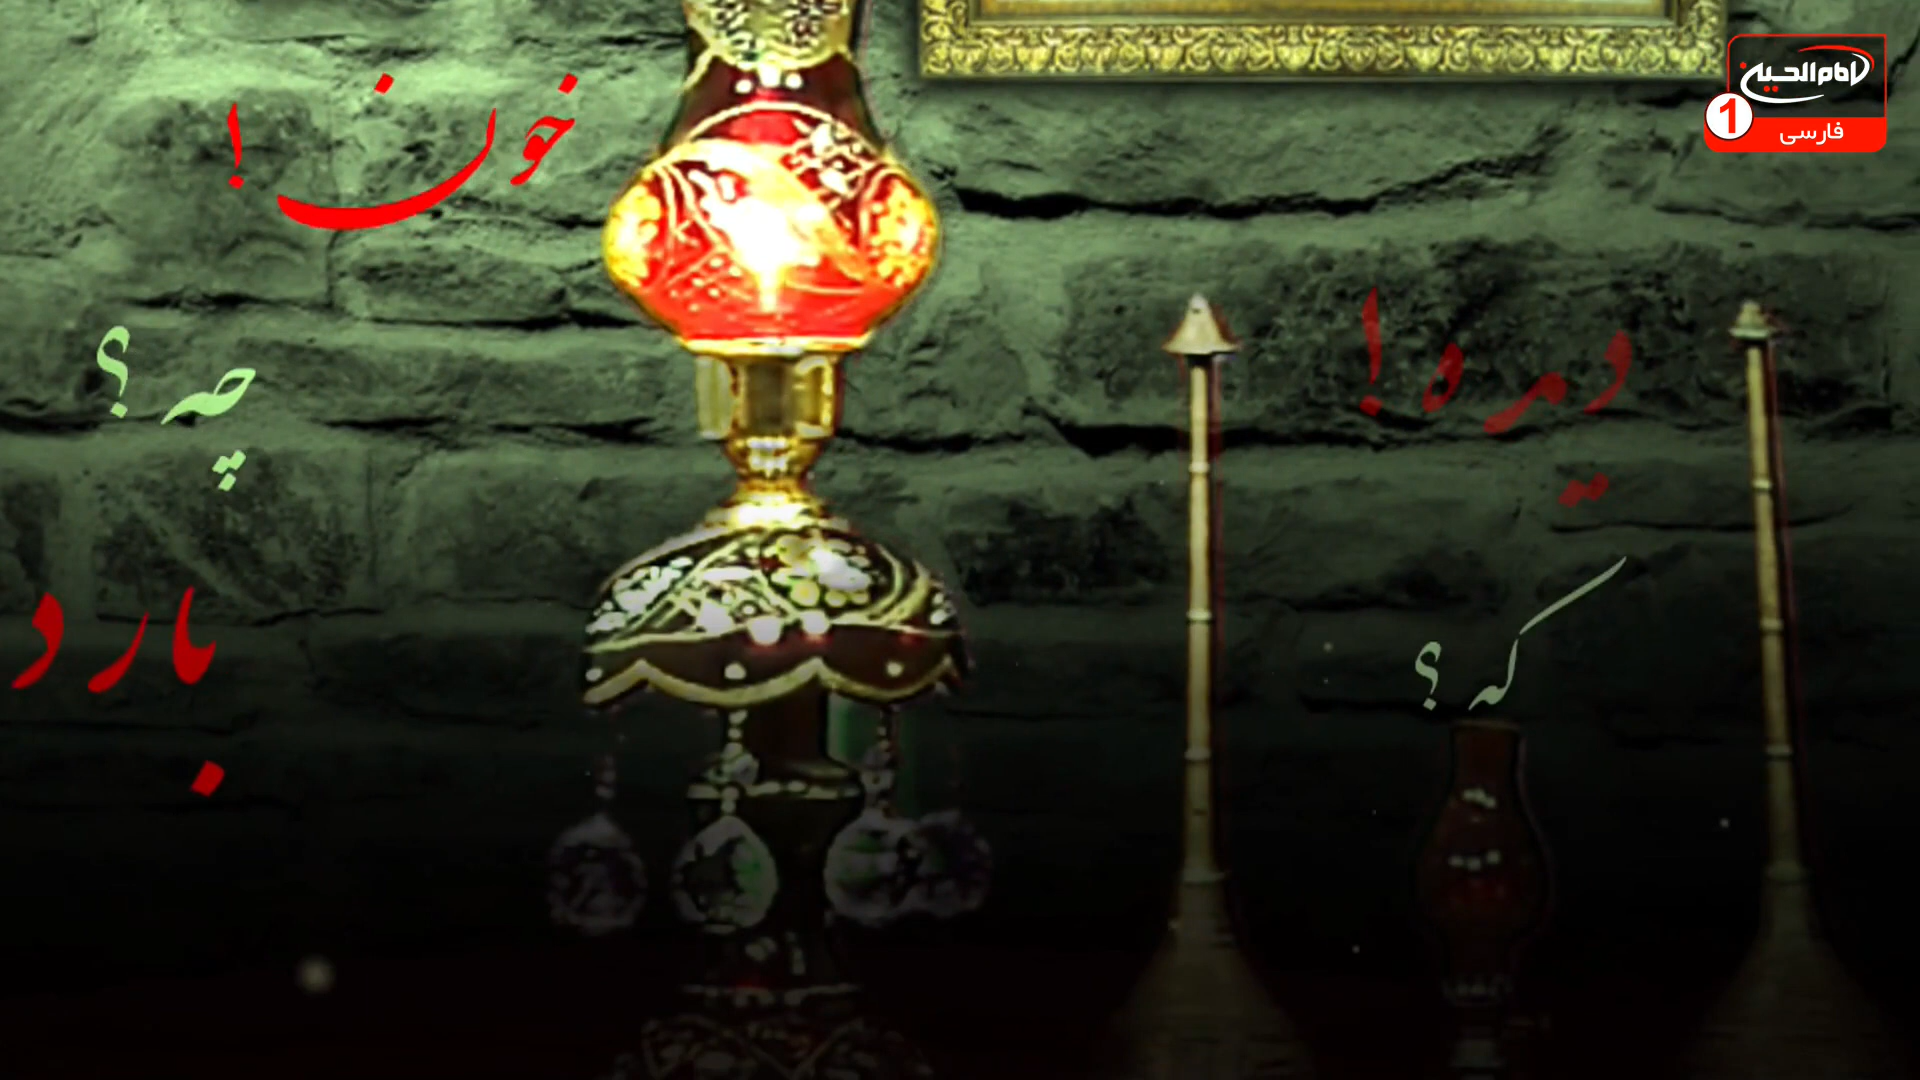 بارد
چه ؟
خون !
که ؟
دیده !
امام الحسین
1
فارسی